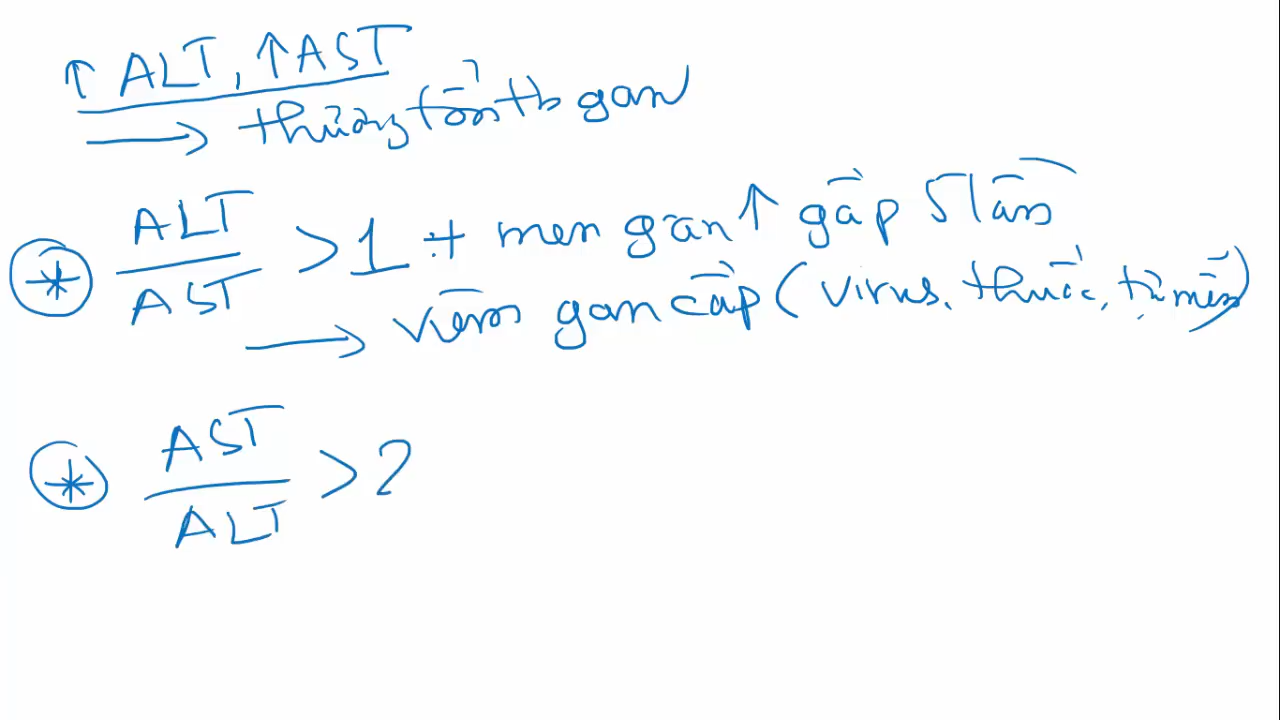 ↑ ALT, ↑ AST
→ thương tổn tb gan
* ALT/AST > 1 + men gan ↑ gấp 5 lần
→ viêm gan cấp (virus, thuốc, tự miễn)
* AST/ALT > 2